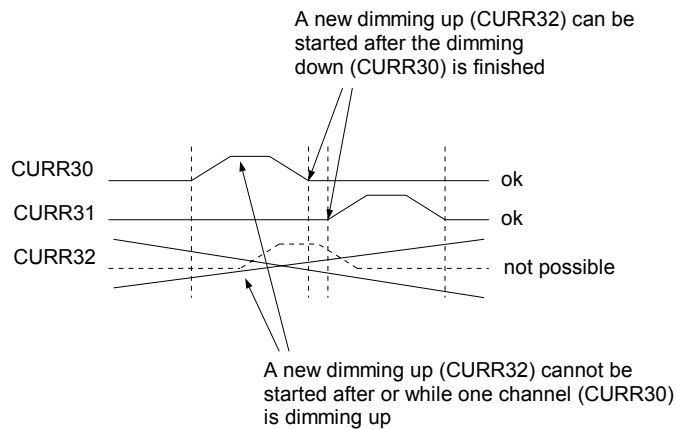 A new dimming up (CURR32) can be
started after the dimming
down (CURR30) is finished
CURR30
ok
CURR31
ok
CURR32
not possible
A new dimming up (CURR32) cannot be
started after or while one channel (CURR30)
is dimming up